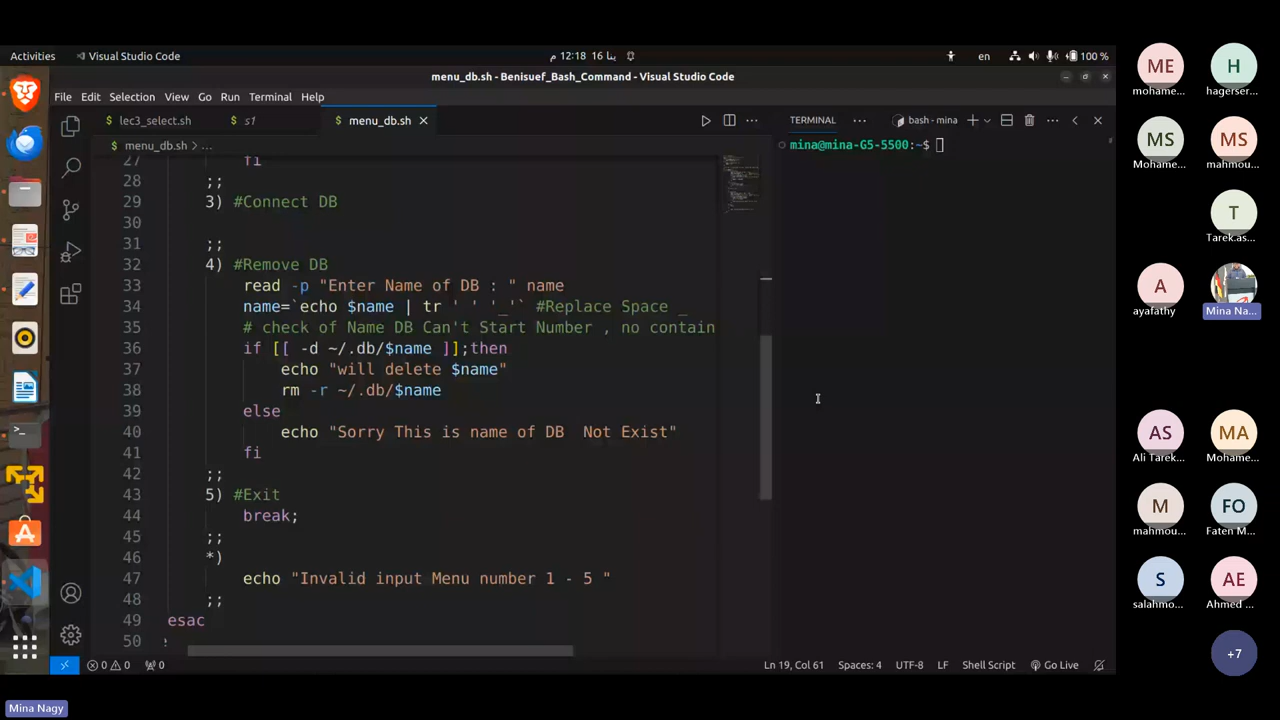 Activities
Visual Studio Code
م 12:18 16 ينا
en
100 %
menu_db.sh - Benisuef_Bash_Command - Visual Studio Code
File Edit Selection View Go Run Terminal Help
lec3_select.sh
s1
menu_db.sh
TERMINAL
bash - mina
menu_db.sh > ...
mina@mina-G5-5500:~$
27 fi
28 ;;
29 3) #Connect DB
30
31 ;;
32 4) #Remove DB
33 read -p "Enter Name of DB : " name
34 name=`echo $name | tr ' ' '_'` #Replace Space _
35 # check of Name DB Can't Start Number , no contain
36 if [[ -d ~/.db/$name ]];then
37 echo "will delete $name"
38 rm -r ~/.db/$name
39 else
40 echo "Sorry This is name of DB  Not Exist"
41 fi
42 ;;
43 5) #Exit
44 break;
45 ;;
46 *)
47 echo "Invalid input Menu number 1 - 5 "
48 ;;
49 esac
50
0 0 0
Ln 19, Col 61
Spaces: 4
UTF-8
LF
Shell Script
Go Live
Mina Nagy
ME
mohame...
H
hagerser...
MS
Mohame...
MS
mahmou...
T
Tarek.as...
A
ayafathy
Mina Na...
AS
Ali Tarek...
MA
Mohame...
M
mahmou...
FO
Faten M...
S
salahmo...
AE
Ahmed ...
+7